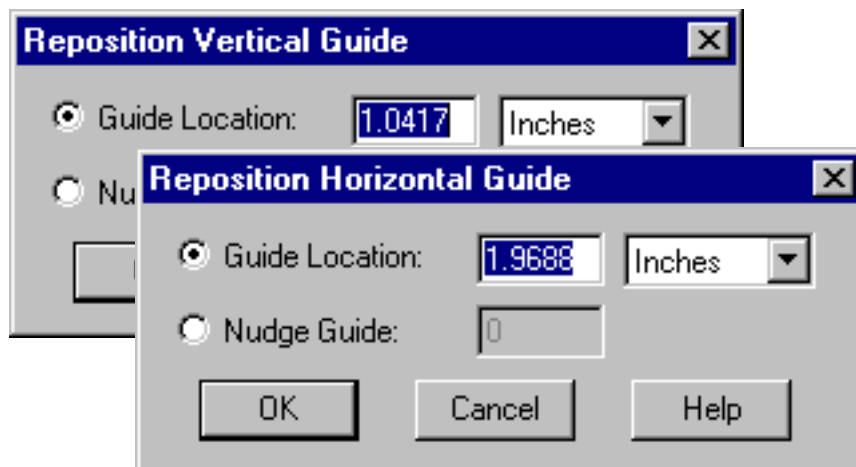 Reposition Vertical Guide
Guide Location: 1.0417 Inches
Nu
Reposition Horizontal Guide
Guide Location: 1.9688 Inches
Nudge Guide: 0
OK Cancel Help